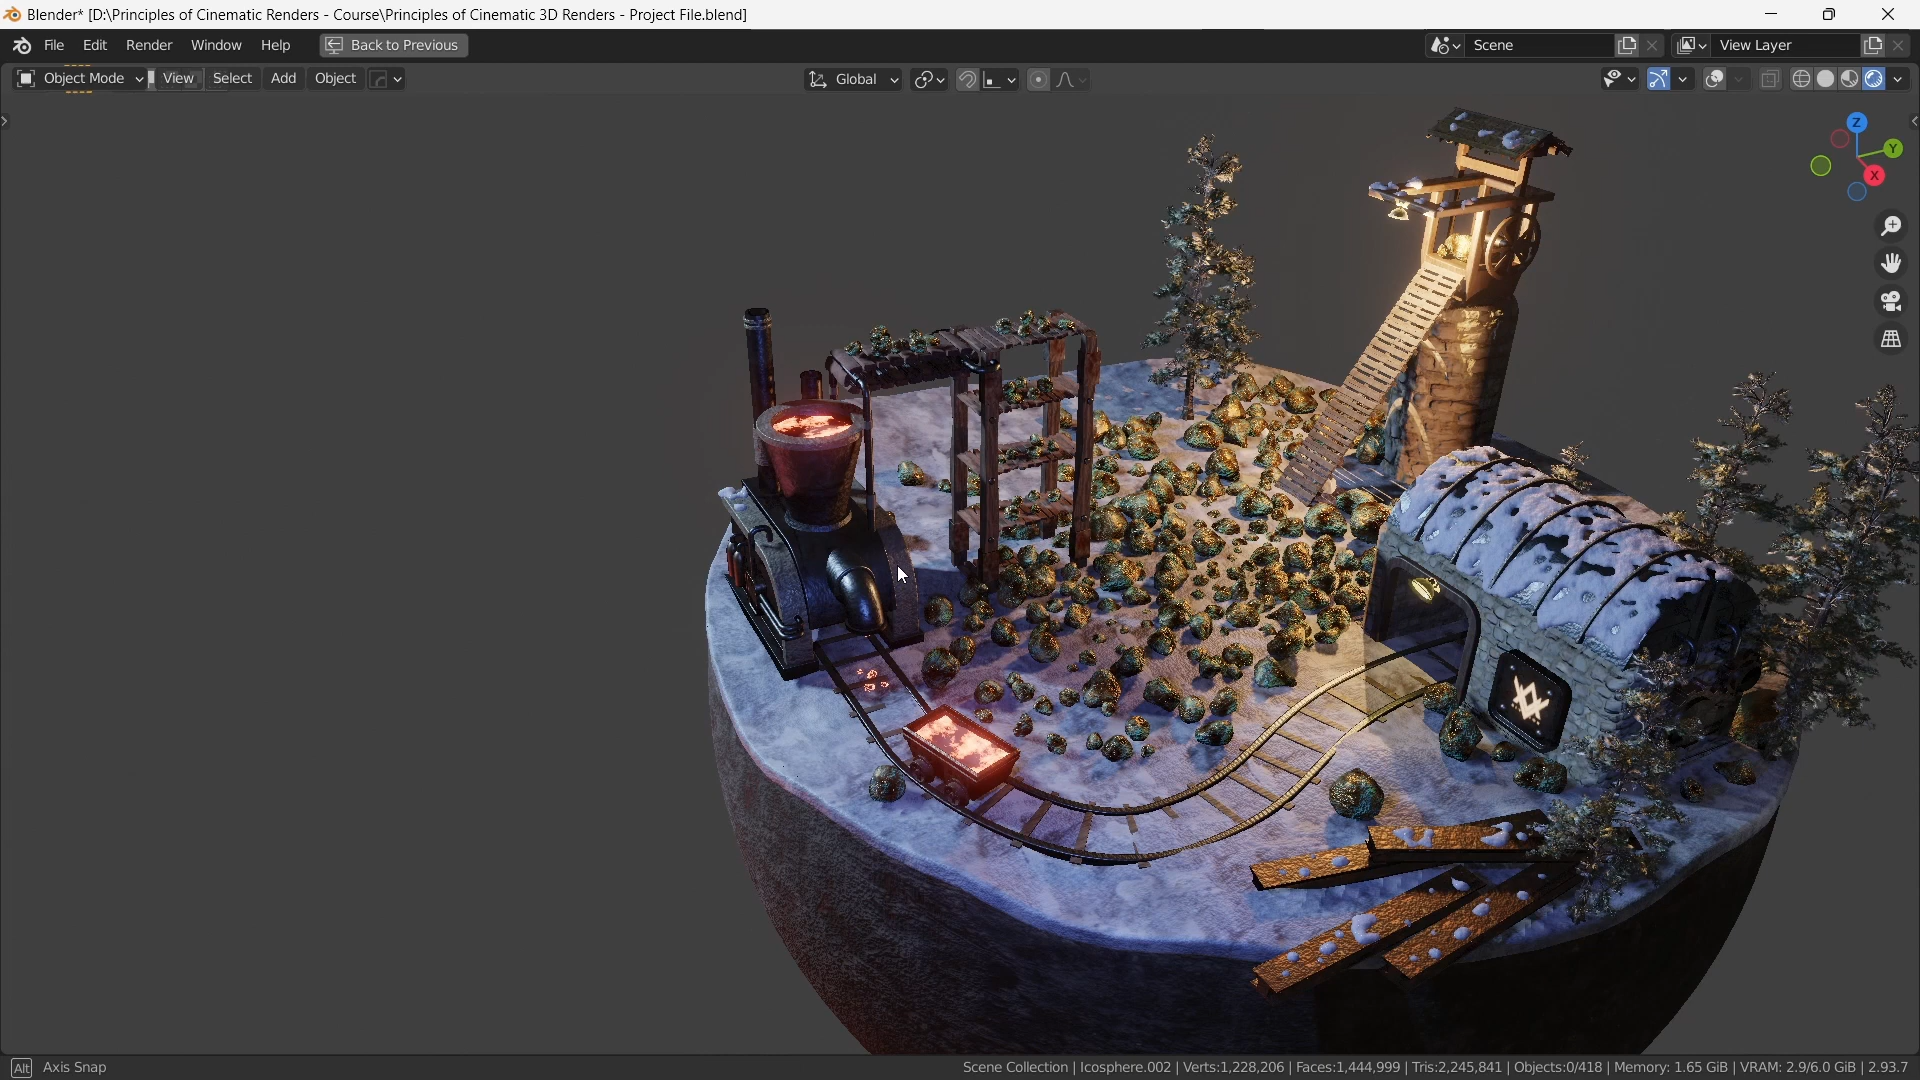 Blender* [D:\Principles of Cinematic Renders - Course\Principles of Cinematic 3D Renders - Project File.blend]
File Edit Render Window Help Back to Previous Scene View Layer
Object Mode View Select Add Object Global
Z
Y
X
Alt Axis Snap Scene Collection | Icosphere.002 | Verts:1,228,206 | Faces:1,444,999 | Tris:2,245,841 | Objects:0/418 | Memory: 1.65 GiB | VRAM: 2.9/6.0 GiB | 2.93.7